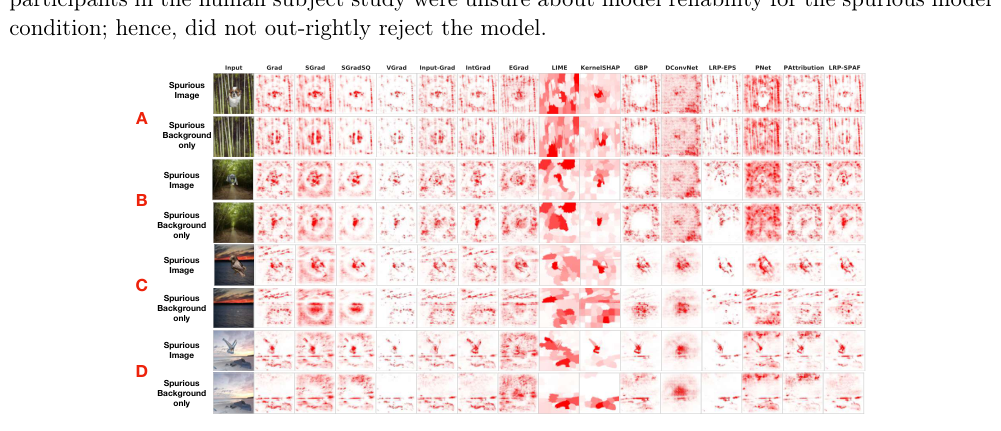 participants in the human subject study were unsure about model reliability for the spurious model
condition; hence, did not out-rightly reject the model.
Input Grad SGrad SGradSQ VGrad Input-Grad IntGrad EGrad LIME KernelSHAP GBP DConvNet LRP-EPS PNet PAttribution LRP-SPAF
A
Spurious
Image
Spurious
Background
only
B
Spurious
Image
Spurious
Background
only
C
Spurious
Image
Spurious
Background
only
D
Spurious
Image
Spurious
Background
only